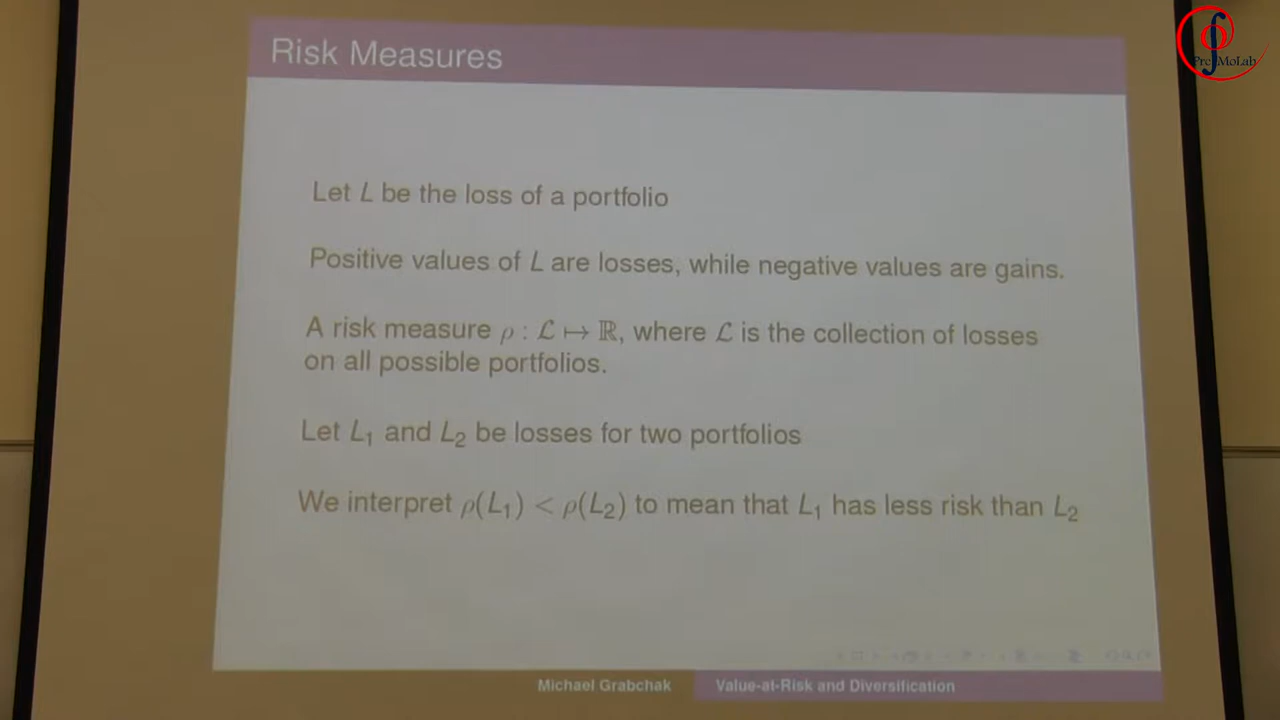 Risk Measures
Let L be the loss of a portfolio
Positive values of L are losses, while negative values are gains.
A risk measure ρ : ℒ ↦ ℝ, where ℒ is the collection of losses
on all possible portfolios.
Let L₁ and L₂ be losses for two portfolios
We interpret ρ(L₁) < ρ(L₂) to mean that L₁ has less risk than L₂
Michael Grabchak
Value-at-Risk and Diversification
PreMoLab